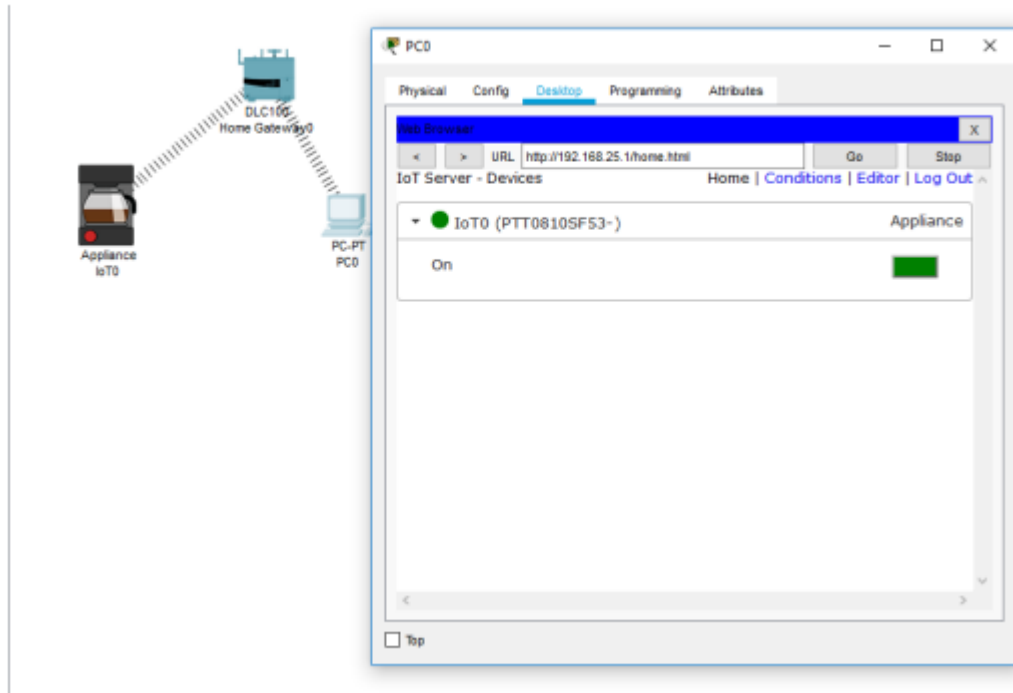 DLC100
Home Gateway0
Appliance
IoT0
PC-PT
PC0
PC0
Physical Config Desktop Programming Attributes
Web Browser X
< > URL http://192.168.25.1/home.html Go Stop
IoT Server - Devices Home | Conditions | Editor | Log Out
IoT0 (PTT0810SF53-) Appliance
On
Top